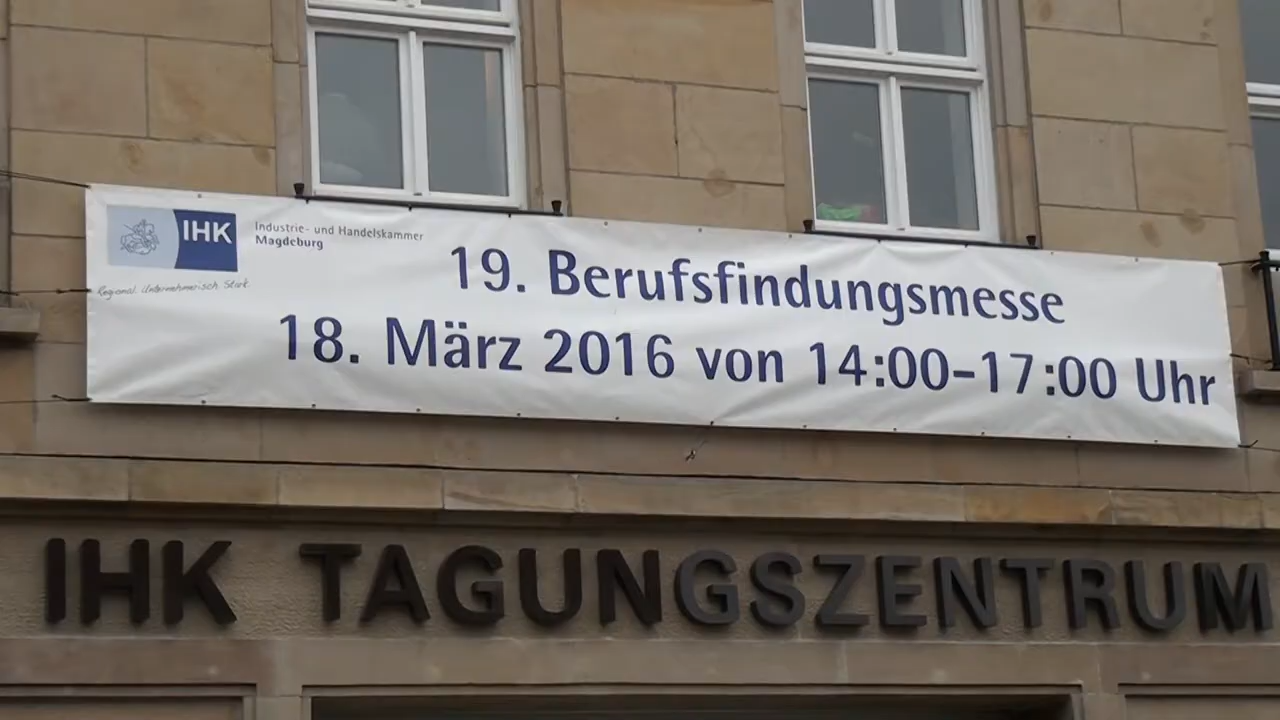 IHK
Industrie- und Handelskammer
Magdeburg
Regional. Unternehmerisch. Stark.
19. Berufsfindungsmesse
18. März 2016 von 14:00-17:00 Uhr
IHK TAGUNGSZENTRUM